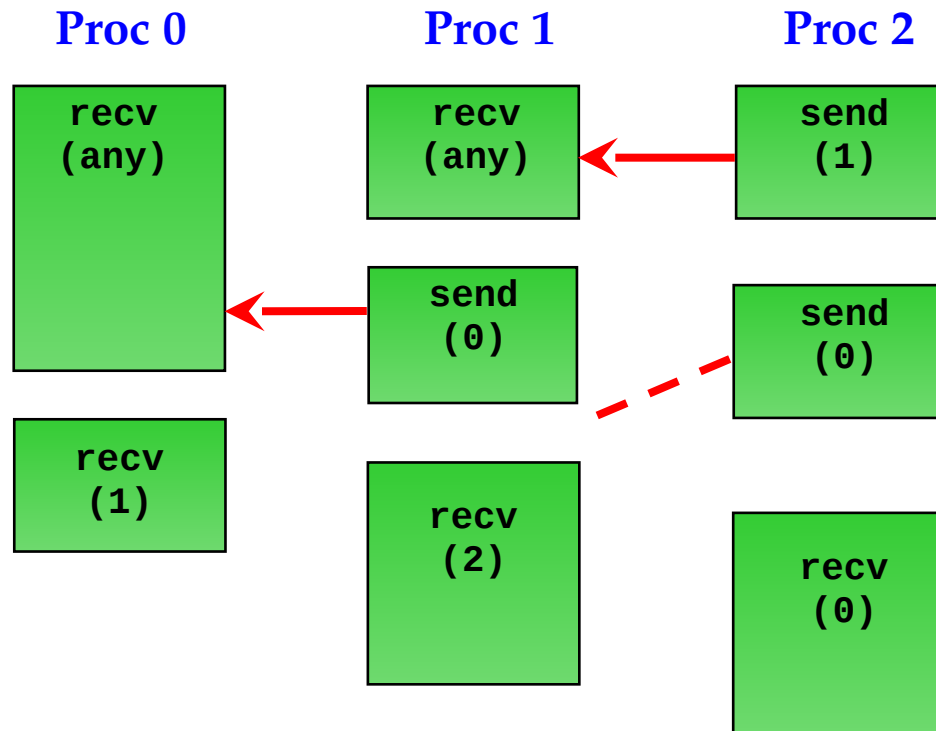 Proc 0
Proc 1
Proc 2
recv
(any)
recv
(any)
send
(1)
send
(0)
send
(0)
recv
(1)
recv
(2)
recv
(0)